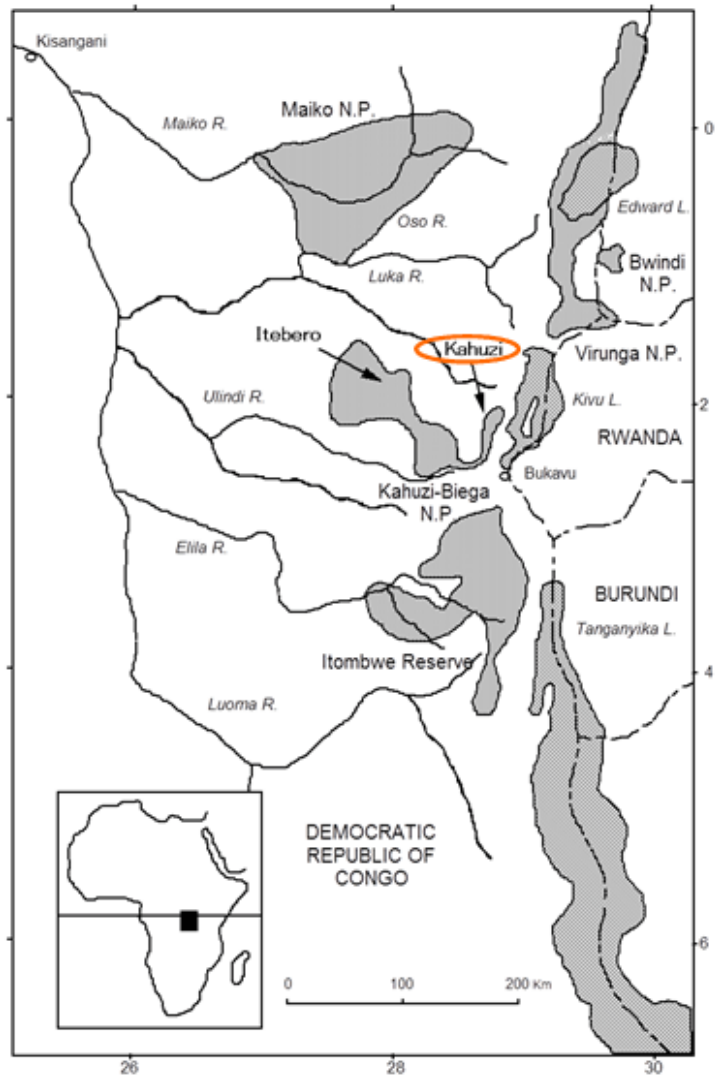 Kisangani
Maiko R.
Maiko N.P.
0
Oso R.
Edward L.
Bwindi
N.P.
Luka R.
Itebero
Kahuzi
Virunga N.P.
Ulindi R.
Kivu L.
2
RWANDA
Bukavu
Kahuzi-Biega
N.P
Elila R.
BURUNDI
Tanganyika L.
Itombwe Reserve
4
Luoma R.
DEMOCRATIC
REPUBLIC OF
CONGO
6
0 100 200 Km
26 28 30